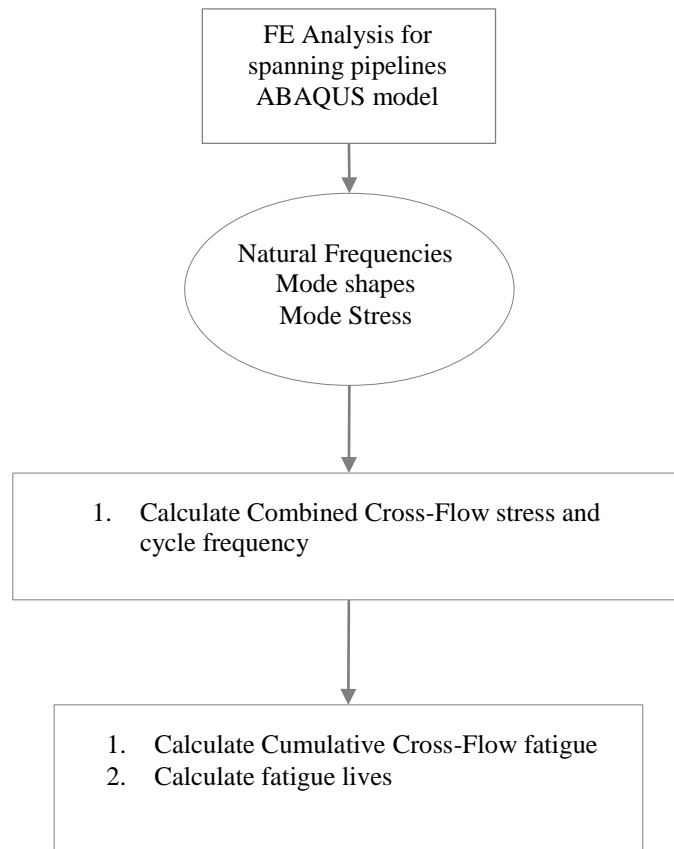 FE Analysis for
spanning pipelines
ABAQUS model
Natural Frequencies
Mode shapes
Mode Stress
1. Calculate Combined Cross-Flow stress and
cycle frequency
1. Calculate Cumulative Cross-Flow fatigue
2. Calculate fatigue lives